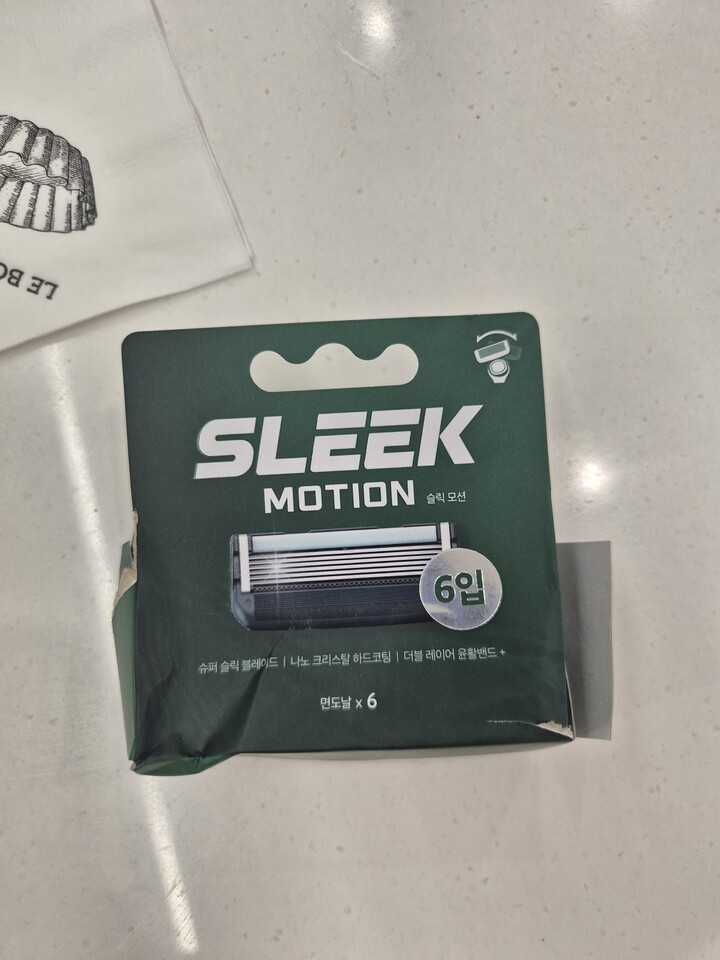 LE BO
SLEEK
MOTION 슬릭 모션
6입
슈퍼 슬릭 블레이드 | 나노 크리스탈 하드코팅 | 더블 레이어 윤활밴드 +
면도날 x 6